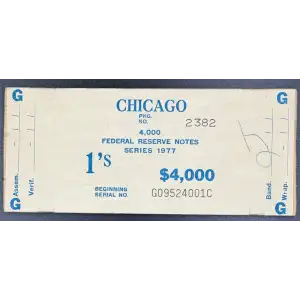 G G
CHICAGO
PKG. NO. 2382
4,000
FEDERAL RESERVE NOTES
SERIES 1977
1's
$4,000
BEGINNING SERIAL NO. G09524001C
G Assem. Verif.
Band. Wrap. G